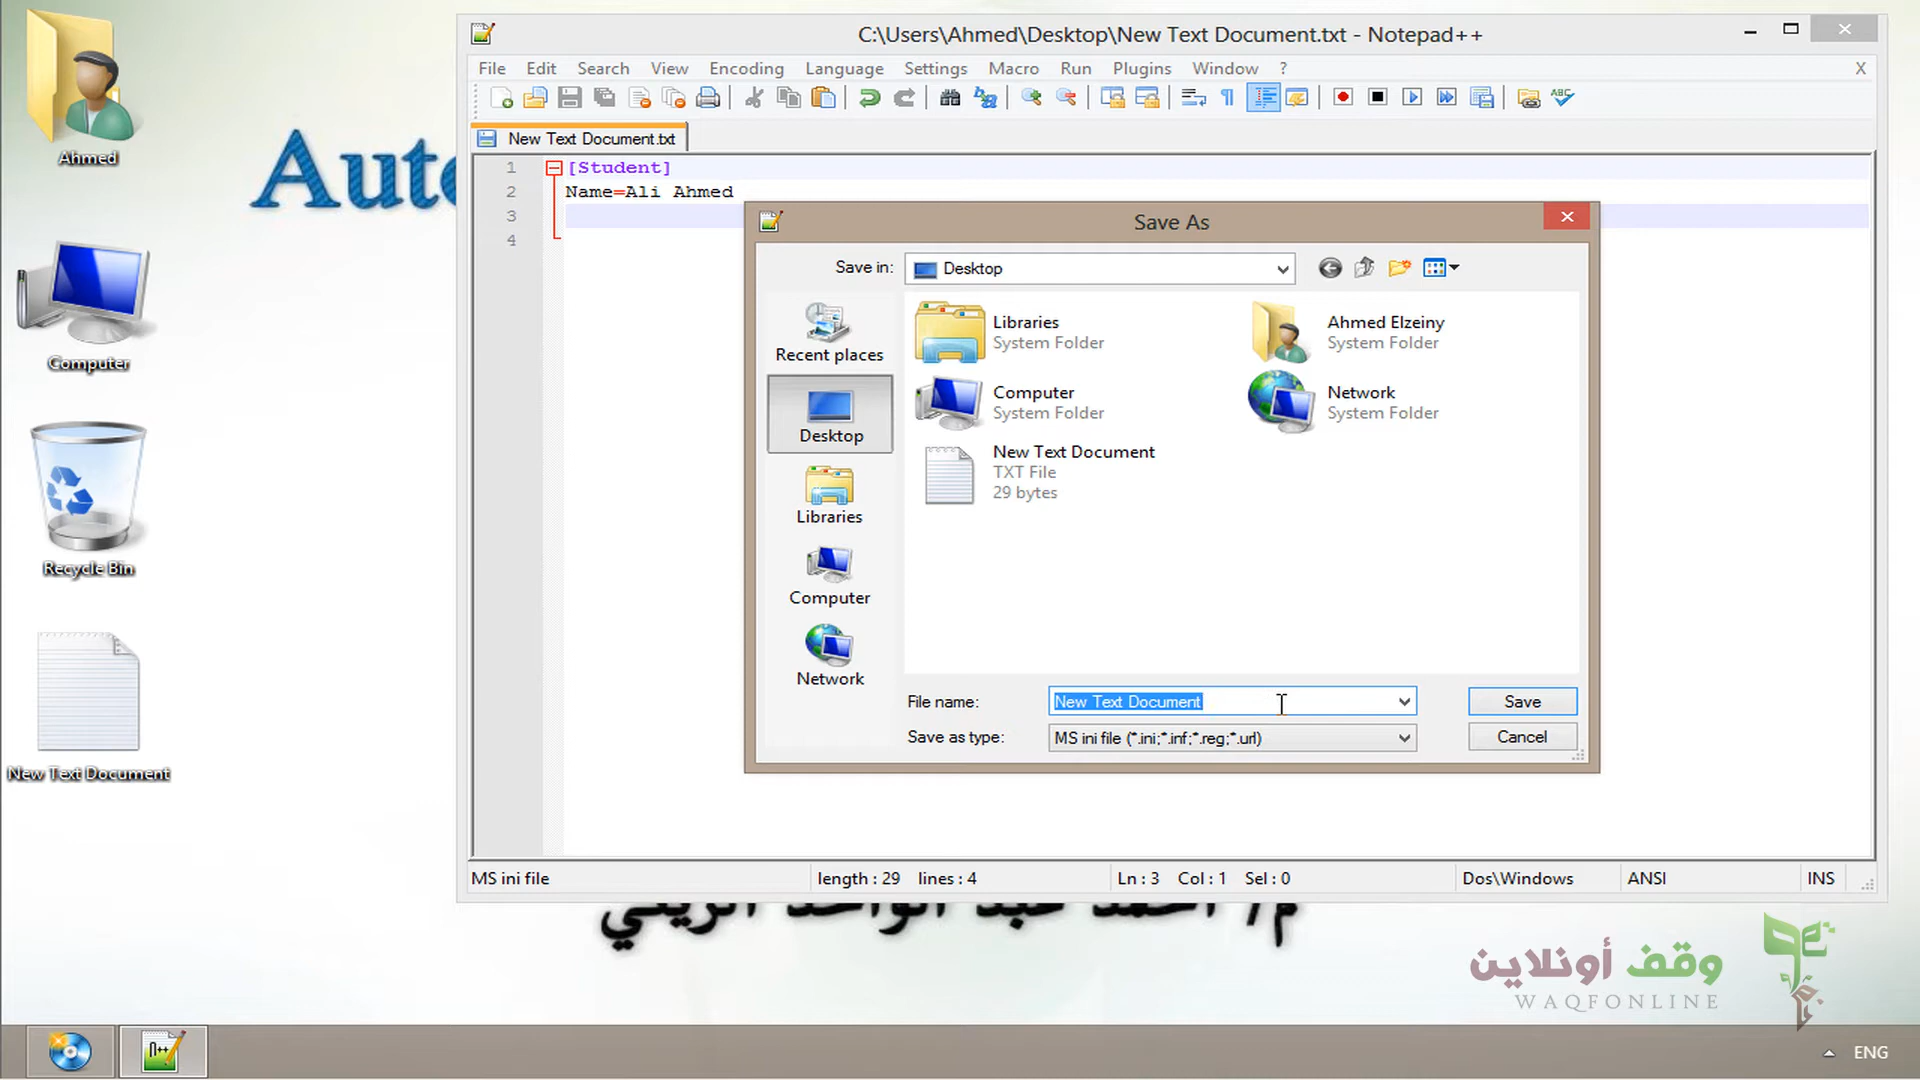 Ahmed
Computer
Recycle Bin
New Text Document
Auto
C:\Users\Ahmed\Desktop\New Text Document.txt - Notepad++
File Edit Search View Encoding Language Settings Macro Run Plugins Window ?
X
New Text Document.txt
1 [Student]
2 Name=Ali Ahmed
3
4
Save As
Save in: Desktop
Recent places
Desktop
Libraries
Computer
Network
Libraries
System Folder
Ahmed Elzeiny
System Folder
Computer
System Folder
Network
System Folder
New Text Document
TXT File
29 bytes
File name: New Text Document Save
Save as type: MS ini file (*.ini;*.inf;*.reg;*.url) Cancel
MS ini file length : 29 lines : 4 Ln : 3 Col : 1 Sel : 0 Dos\Windows ANSI INS
م/ أحمد عبد الواحد الزيني
وقف أونلاين
WAQFONLINE
ENG